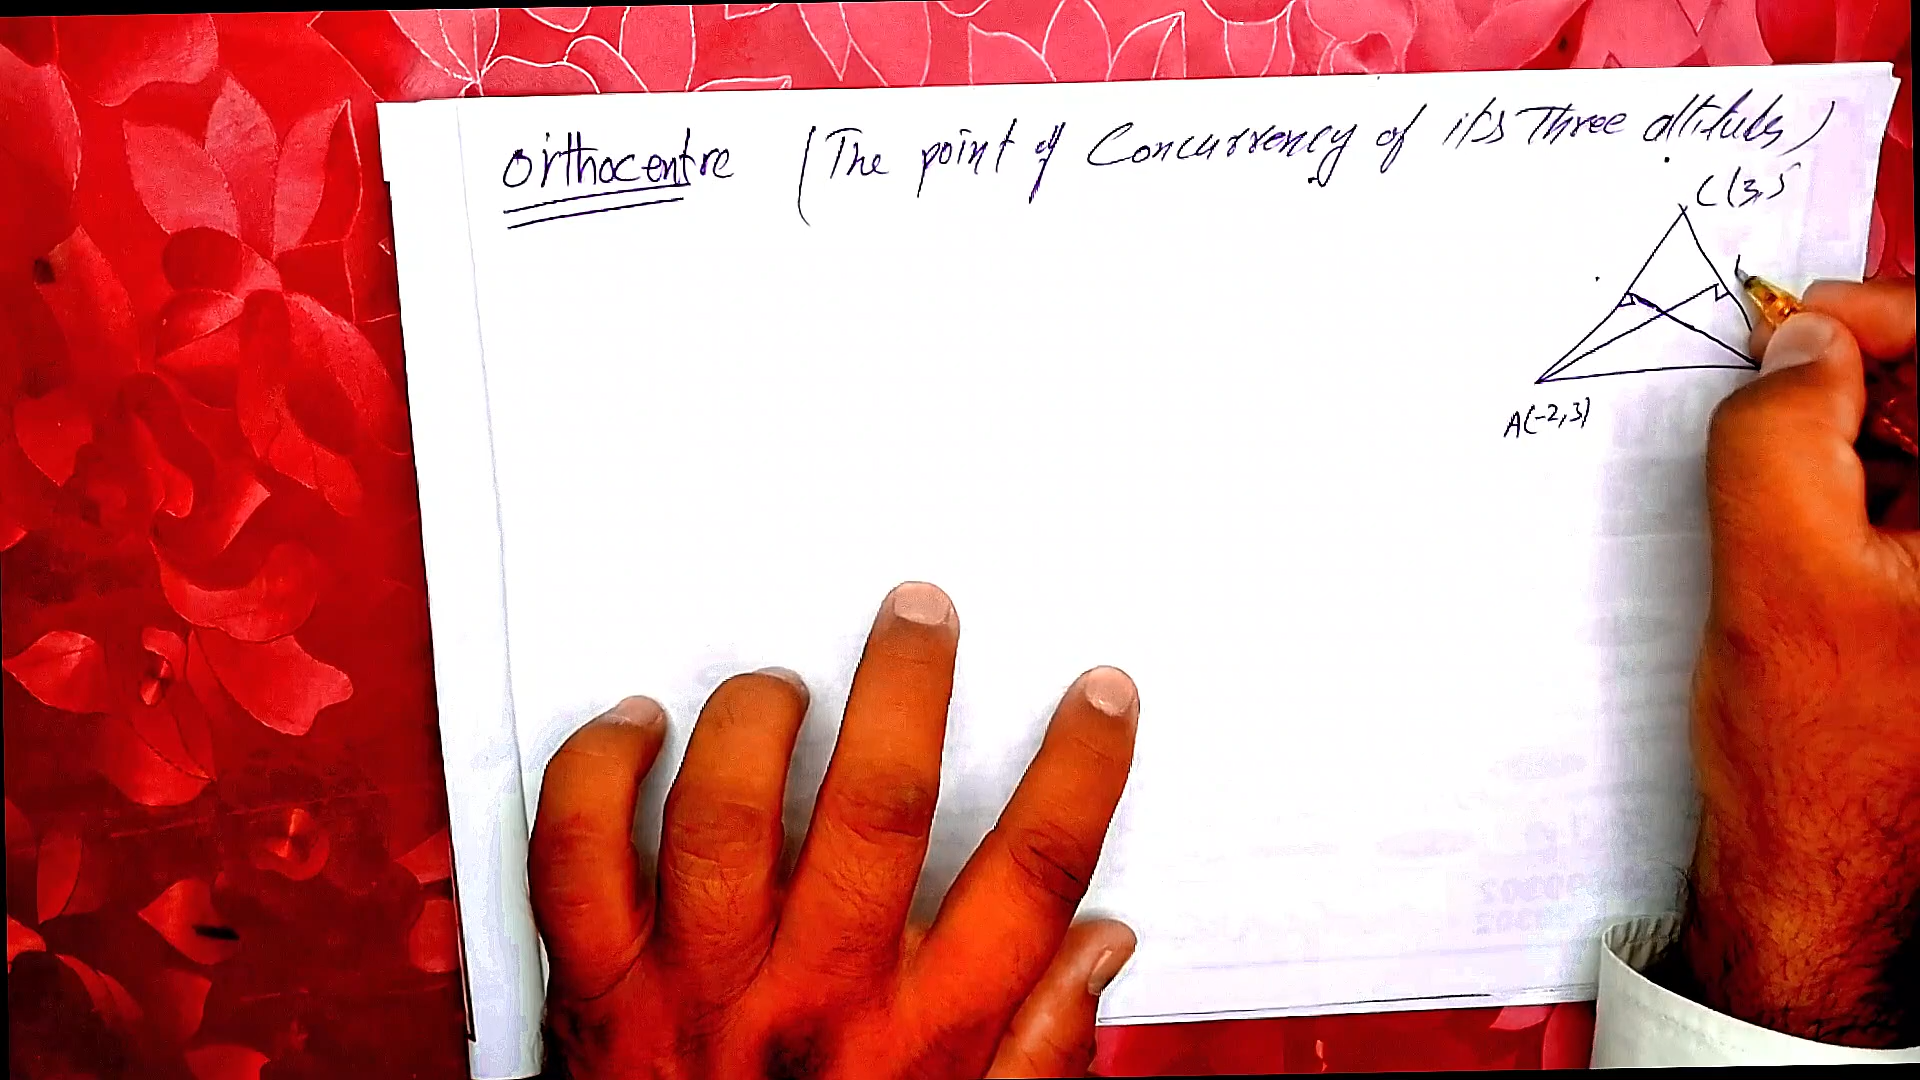 Orthocentre (The point of Concurrency of its Three altitudes)
C(3,5
A(-2,3)